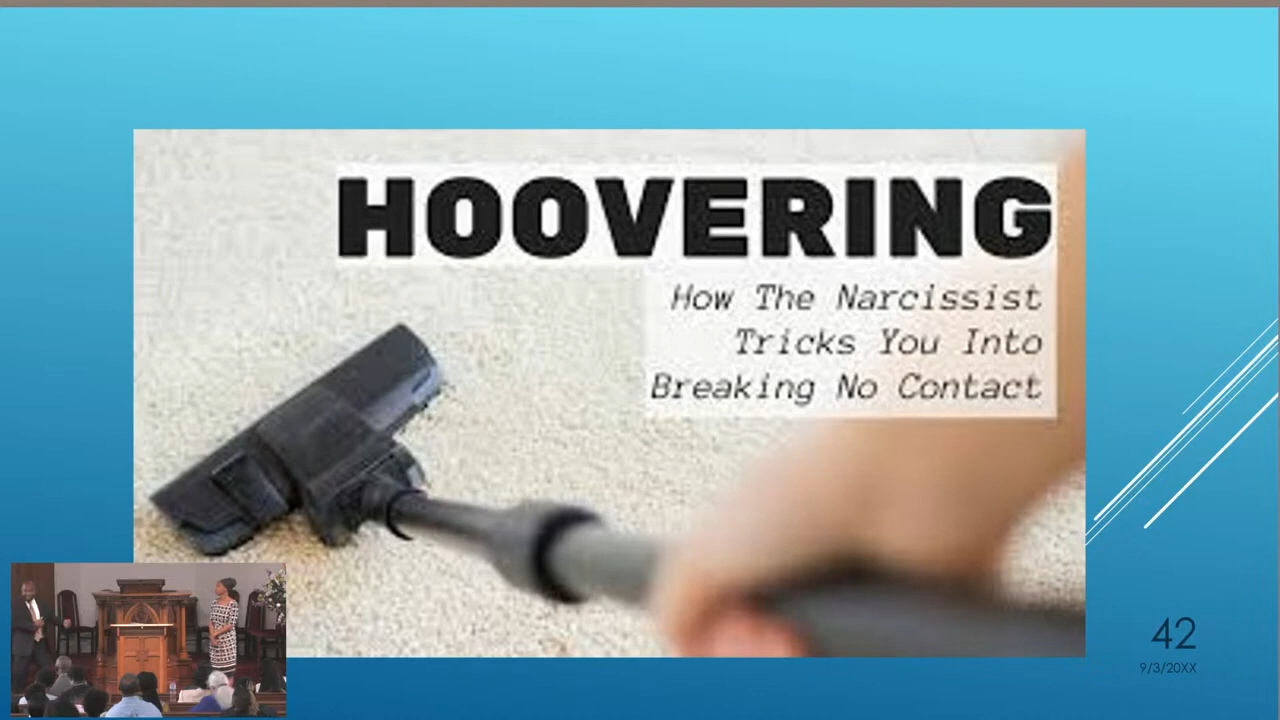 HOOVERING
How The Narcissist
Tricks You Into
Breaking No Contact
42
9/3/20XX